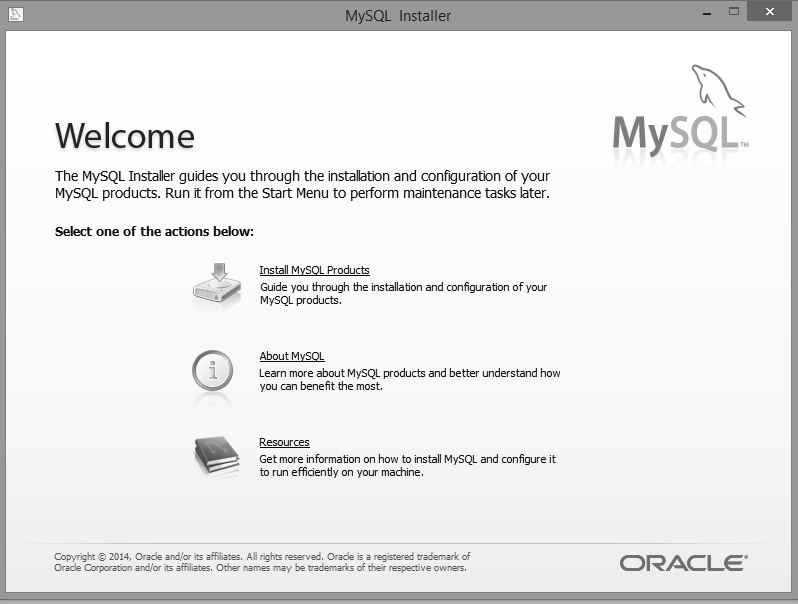 MySQL Installer
MySQL™
Welcome
The MySQL Installer guides you through the installation and configuration of your
MySQL products. Run it from the Start Menu to perform maintenance tasks later.
Select one of the actions below:
Install MySQL Products
Guide you through the installation and configuration of your
MySQL products.
About MySQL
Learn more about MySQL products and better understand how
you can benefit the most.
Resources
Get more information on how to install MySQL and configure it
to run efficiently on your machine.
Copyright © 2014, Oracle and/or its affiliates. All rights reserved. Oracle is a registered trademark of
Oracle Corporation and/or its affiliates. Other names may be trademarks of their respective owners.
ORACLE®